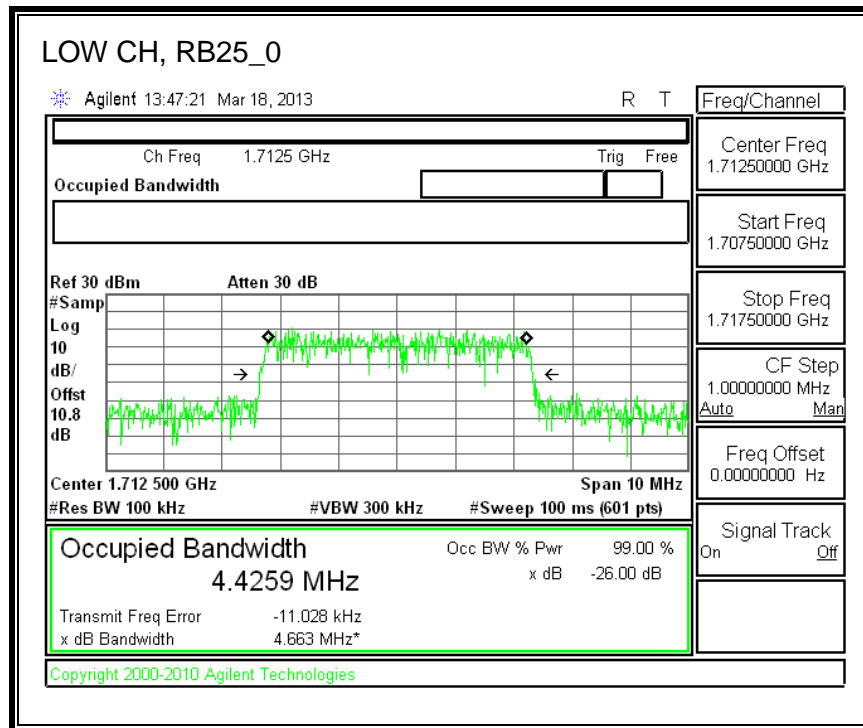 LOW CH, RB25_0
Agilent 13:47:21 Mar 18, 2013 R T
Freq/Channel
Ch Freq 1.7125 GHz Trig Free
Occupied Bandwidth
Center Freq
1.71250000 GHz
Start Freq
1.70750000 GHz
Stop Freq
1.71750000 GHz
CF Step
1.00000000 MHz
Auto Man
Freq Offset
0.00000000 Hz
Signal Track
On Off
Ref 30 dBm Atten 30 dB
#Samp
Log
10
dB/
Offst
10.8
dB
Center 1.712 500 GHz Span 10 MHz
#Res BW 100 kHz #VBW 300 kHz #Sweep 100 ms (601 pts)
Occupied Bandwidth Occ BW % Pwr 99.00 %
4.4259 MHz x dB -26.00 dB
Transmit Freq Error -11.028 kHz
x dB Bandwidth 4.663 MHz*
Copyright 2000-2010 Agilent Technologies